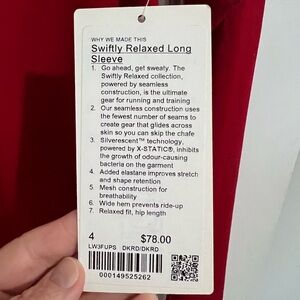 WHY WE MADE THIS
Swiftly Relaxed Long
Sleeve
1. Go ahead, get sweaty. The
Swiftly Relaxed collection,
powered by seamless
construction, is the ultimate
gear for running and training
2. Our seamless construction uses
the fewest number of seams to
create gear that glides across
skin so you can skip the chafe
3. Silverescent™ technology,
powered by X-STATIC®, inhibits
the growth of odour-causing
bacteria on the garment
4. Added elastane improves stretch
and shape retention
5. Mesh construction for
breathability
6. Wide hem prevents ride-up
7. Relaxed fit, hip length
4 $78.00
LW3FUPS DKRD/DKRD
000149525262